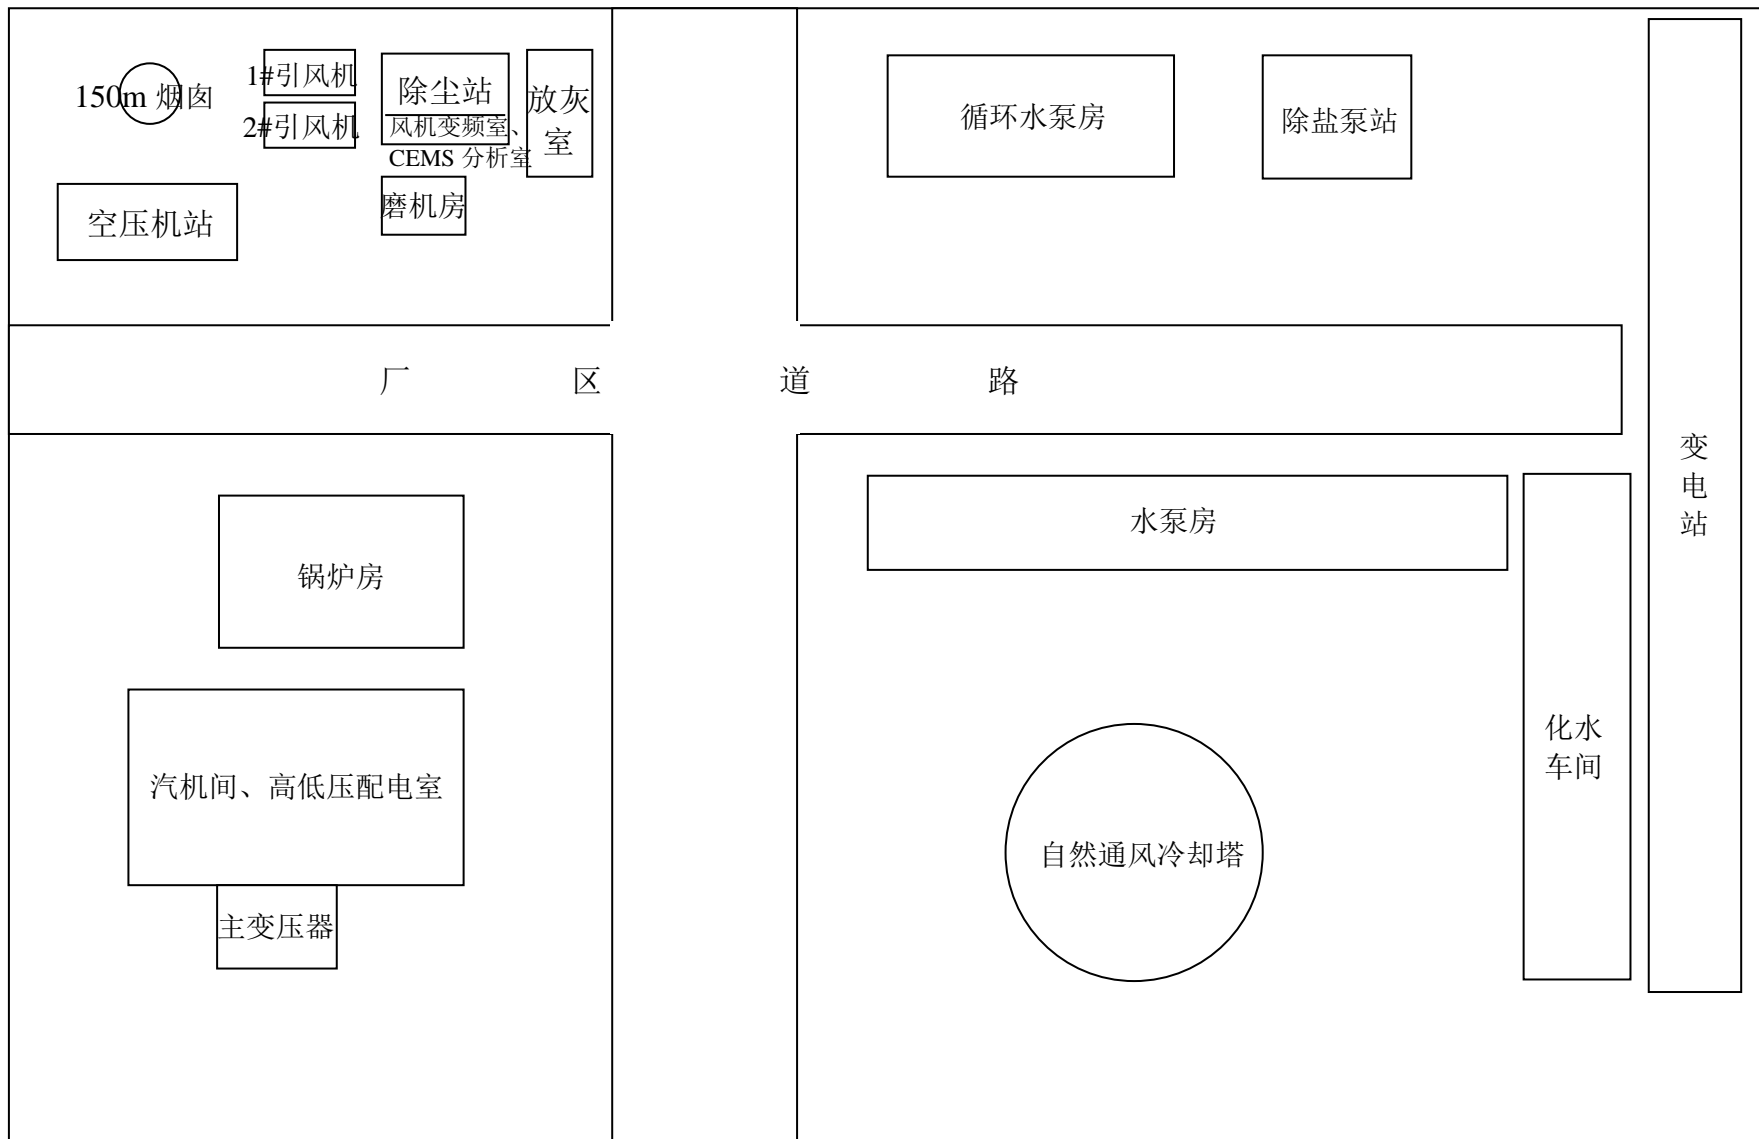 1#引风机
150m 烟囱
2#引风机
除尘站
风机变频室、
CEMS 分析室
放灰
室
磨机房
空压机站
循环水泵房
除盐泵站
厂 区 道 路
变
电
站
锅炉房
水泵房
汽机间、高低压配电室
主变压器
自然通风冷却塔
化水
车间